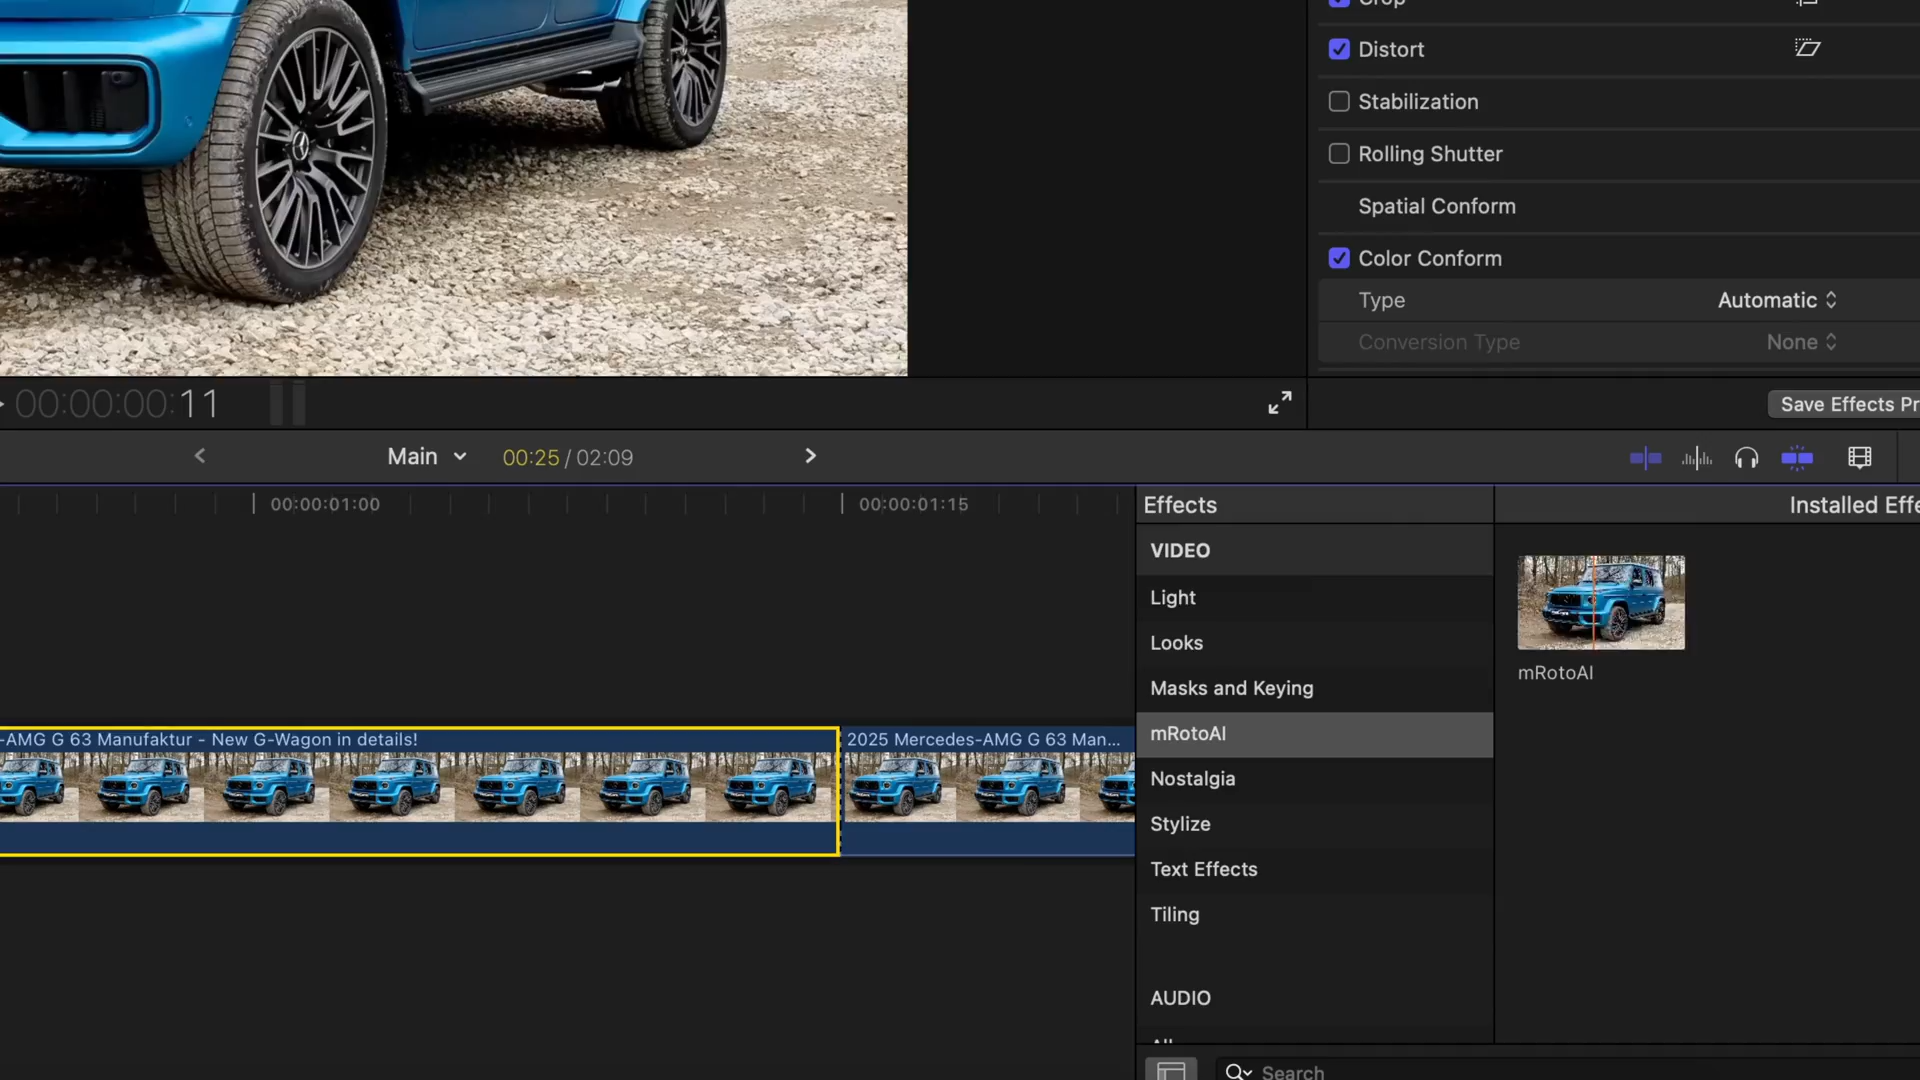 Crop
Distort
Stabilization
Rolling Shutter
Spatial Conform
Color Conform
Type
Automatic
Conversion Type
None
00:00:00:11
Save Effects Pr
Main
00:25 / 02:09
00:00:01:00
00:00:01:15
Effects
Installed Effe
VIDEO
Light
Looks
Masks and Keying
mRotoAI
Nostalgia
Stylize
Text Effects
Tiling
AUDIO
All
Search
mRotoAI
-AMG G 63 Manufaktur - New G-Wagon in details!
2025 Mercedes-AMG G 63 Man...